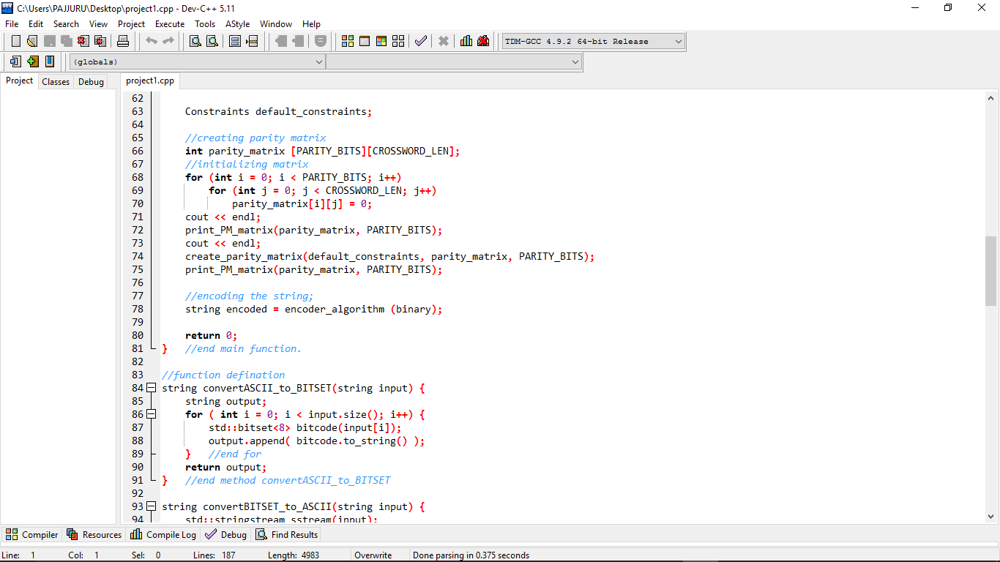 C:\Users\PAJJURU\Desktop\project1.cpp - Dev-C++ 5.11
File Edit Search View Project Execute Tools AStyle Window Help
TDM-GCC 4.9.2 64-bit Release
(globals)
Project Classes Debug project1.cpp
62
63 Constraints default_constraints;
64
65 //creating parity matrix
66 int parity_matrix [PARITY_BITS][CROSSWORD_LEN];
67 //initializing matrix
68 for (int i = 0; i < PARITY_BITS; i++)
69 for (int j = 0; j < CROSSWORD_LEN; j++)
70 parity_matrix[i][j] = 0;
71 cout << endl;
72 print_PM_matrix(parity_matrix, PARITY_BITS);
73 cout << endl;
74 create_parity_matrix(default_constraints, parity_matrix, PARITY_BITS);
75 print_PM_matrix(parity_matrix, PARITY_BITS);
76
77 //encoding the string;
78 string encoded = encoder_algorithm (binary);
79
80 return 0;
81 } //end main function.
82
83 //function defination
84 string convertASCII_to_BITSET(string input) {
85 string output;
86 for ( int i = 0; i < input.size(); i++) {
87 std::bitset<8> bitcode(input[i]);
88 output.append( bitcode.to_string() );
89 } //end for
90 return output;
91 } //end method convertASCII_to_BITSET
92
93 string convertBITSET_to_ASCII(string input) {
94 std::stringstream sstream(input);
Compiler Resources Compile Log Debug Find Results
Line: 1 Col: 1 Sel: 0 Lines: 187 Length: 4983 Overwrite Done parsing in 0.375 seconds